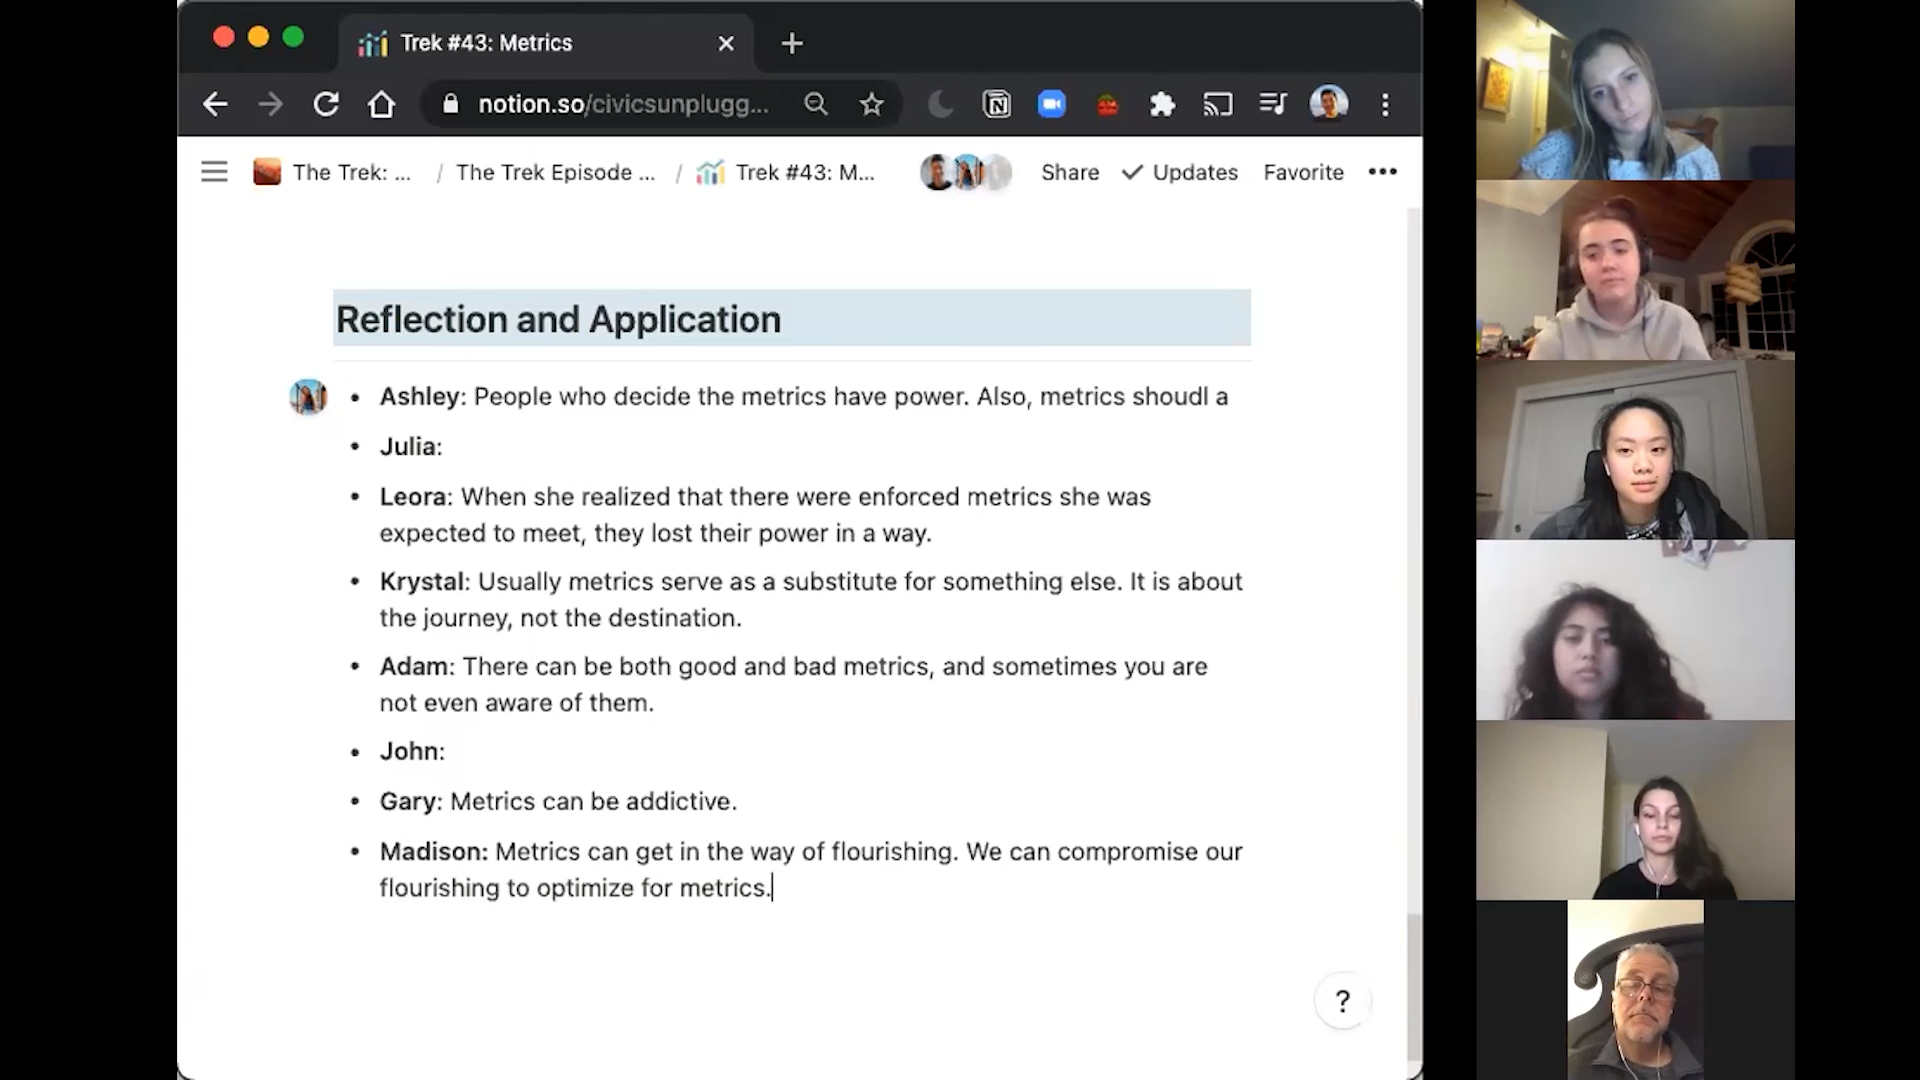 Trek #43: Metrics
notion.so/civicsunplugg...
The Trek: ... / The Trek Episode ... / Trek #43: M... Share Updates Favorite
Reflection and Application
Ashley: People who decide the metrics have power. Also, metrics shoudl a
Julia:
Leora: When she realized that there were enforced metrics she was
expected to meet, they lost their power in a way.
Krystal: Usually metrics serve as a substitute for something else. It is about
the journey, not the destination.
Adam: There can be both good and bad metrics, and sometimes you are
not even aware of them.
John:
Gary: Metrics can be addictive.
Madison: Metrics can get in the way of flourishing. We can compromise our
flourishing to optimize for metrics.
?